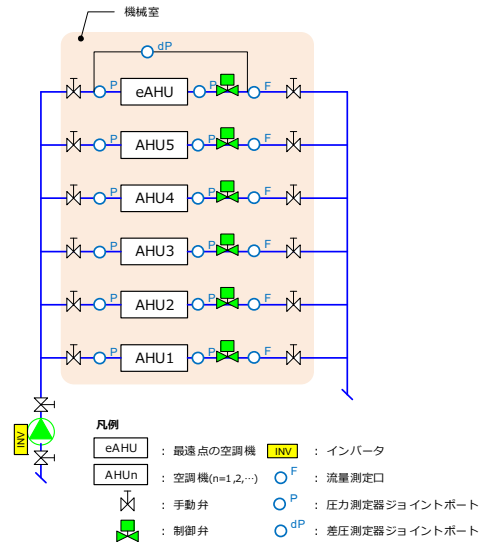 機械室
dP
P eAHU P F
P AHU5 P F
P AHU4 P F
P AHU3 P F
P AHU2 P F
P AHU1 P F
INV
凡例
eAHU : 最遠点の空調機
AHUn : 空調機(n=1,2,…)
: 手動弁
: 制御弁
INV : インバータ
F : 流量測定口
P : 圧力測定器ジョイントポート
dP : 差圧測定器ジョイントポート